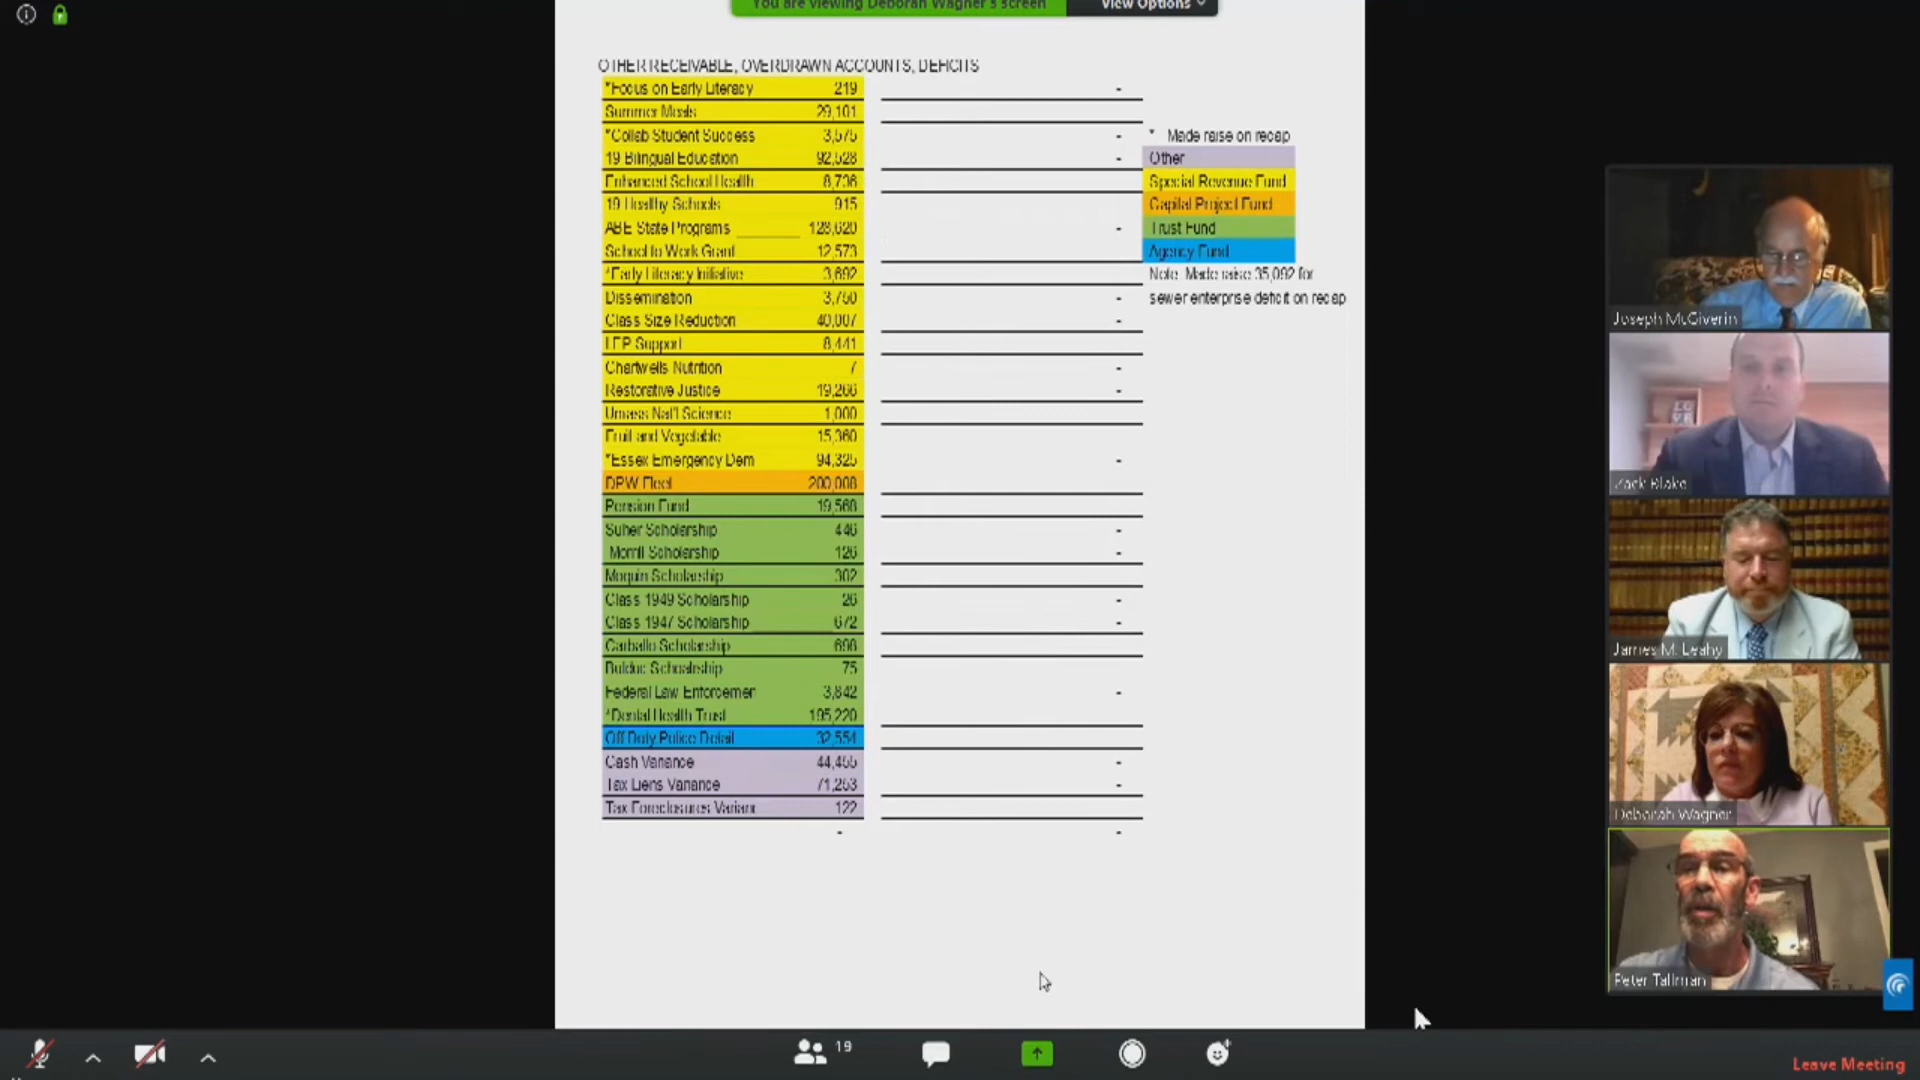 You are viewing Deborah Wagner's screen
View Options
OTHER RECEIVABLE, OVERDRAWN ACCOUNTS, DEFICITS
*Focus on Early Literacy 219 -
Summer Meals 29,101
*Collab Student Success 3,575 - * Made raise on recap
19 Bilingual Education 92,528 - Other
Enhanced School Health 8,736 Special Revenue Fund
19 Healthy Schools 915 Capital Project Fund
ABE State Programs 128,620 - Trust Fund
School to Work Grant 12,573 Agency Fund
*Early Literacy Initiative 3,692 Note: Made raise 35,092 for
Dissemination 3,750 - sewer enterprise deficit on recap
Class Size Reduction 40,007 -
LEP Support 8,441
Chartwells Nutrition 7 -
Restorative Justice 19,266 -
Umass Nat'l Science 1,000
Fruit and Vegetable 15,360
*Essex Emergency Dem 94,325 -
DPW Fleet 200,008
Pension Fund 19,568
Suher Scholarship 446 -
Morrill Scholarship 126 -
Moquin Scholarship 302
Class 1949 Scholarship 26 -
Class 1947 Scholarship 672 -
Carballo Scholarship 698
Bulduc Schoalrship 75
Federal Law Enforcemen 3,842 -
*Dental Health Trust 195,220
Off Duty Police Detail 32,554
Cash Variance 44,455 -
Tax Liens Variance 71,253 -
Tax Foreclosures Varianc 122
- -
Joseph McGiverin
Zack Blake
James M. Leahy
Deborah Wagner
Peter Tallman
19
Leave Meeting